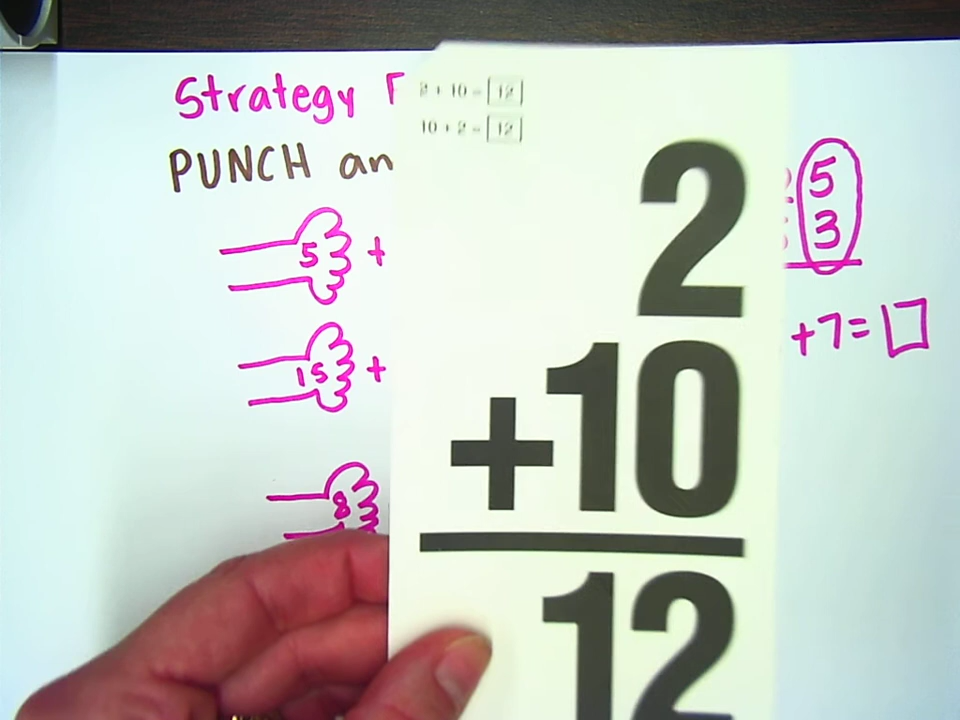 Strategy F
PUNCH an
5 +
15 +
8
2 + 10 = 12
10 + 2 = 12
2
+10
12
5
3
+7=